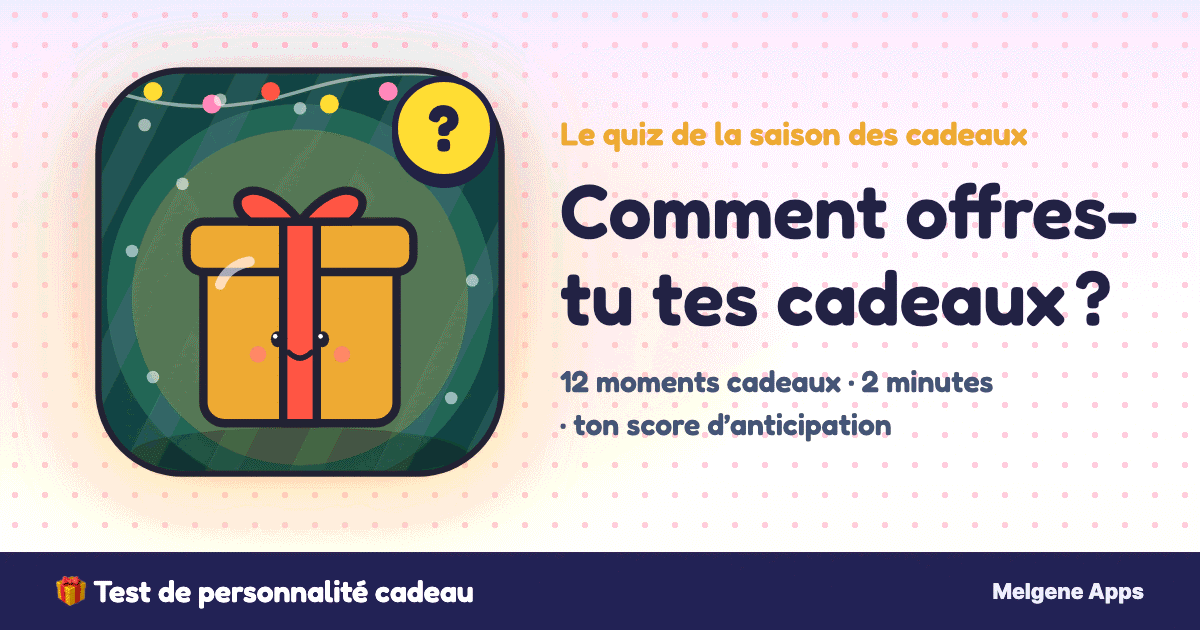 ?
Le quiz de la saison des cadeaux
Comment offres-
tu tes cadeaux ?
12 moments cadeaux · 2 minutes
· ton score d’anticipation
🎁 Test de personnalité cadeau
Melgene Apps